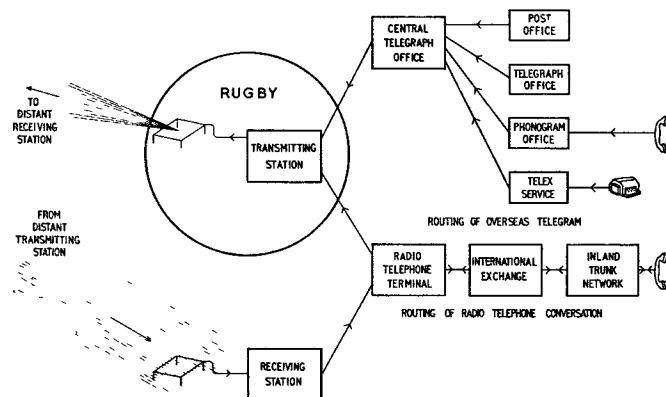 CENTRAL
TELEGRAPH
OFFICE
POST
OFFICE
TELEGRAPH
OFFICE
PHONOGRAM
OFFICE
TELEX
SERVICE
ROUTING OF OVERSEAS TELEGRAM
RUGBY
TO
DISTANT
RECEIVING
STATION
TRANSMITTING
STATION
FROM
DISTANT
TRANSMITTING
STATION
RADIO
TELEPHONE
TERMINAL
INTERNATIONAL
EXCHANGE
INLAND
TRUNK
NETWORK
ROUTING OF RADIO TELEPHONE CONVERSATION
RECEIVING
STATION